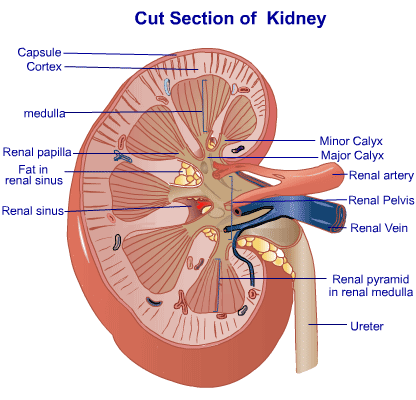 Cut Section of Kidney
Capsule
Cortex
medulla
Renal papilla
Fat in
renal sinus
Renal sinus
Minor Calyx
Major Calyx
Renal artery
Renal Pelvis
Renal Vein
Renal pyramid
in renal medulla
Ureter